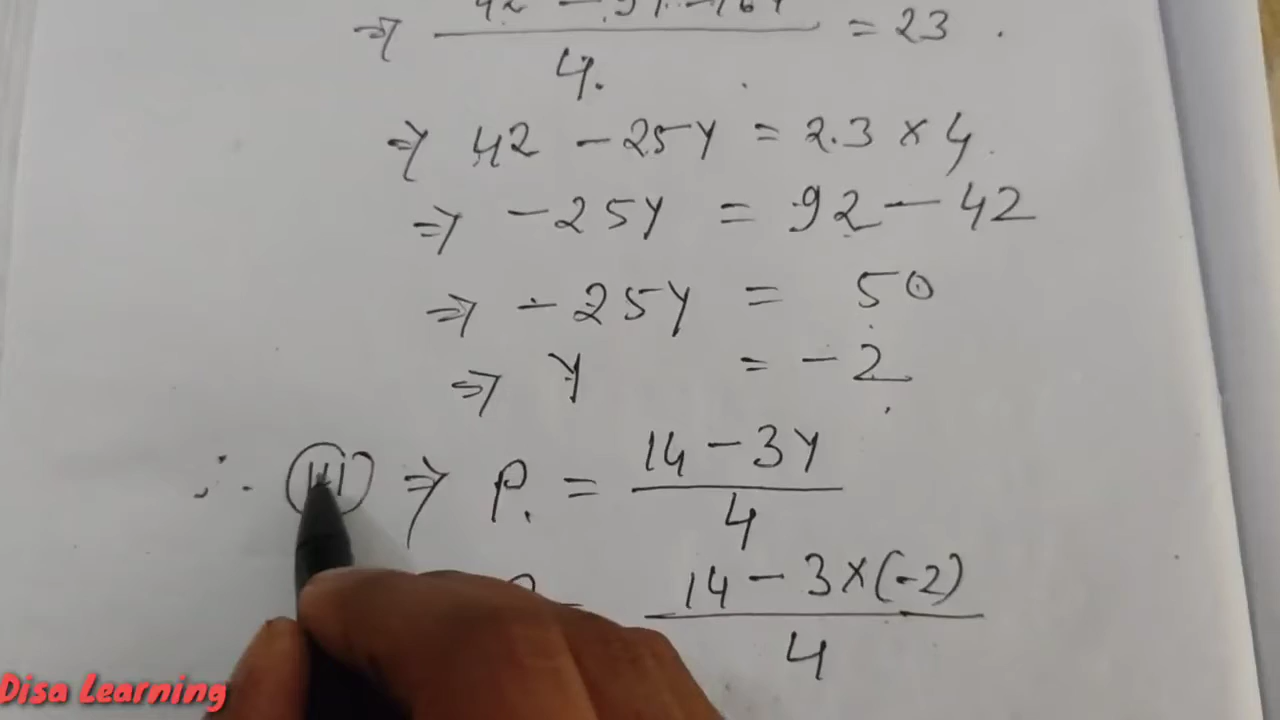 = 23 .
4.
⇒ 42 - 25Y = 2.3 × 4.
⇒ -25Y = 92 - 42
⇒ -25Y = 50
⇒ Y = -2
∴ ⇒ P. = 14 - 3Y
4
14 - 3×(-2)
4
Disa Learning